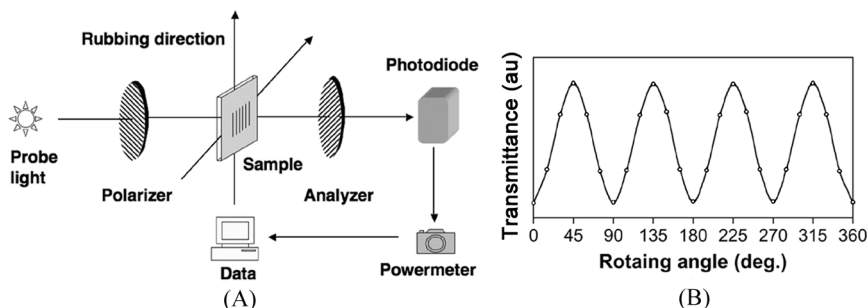 Rubbing direction
Photodiode
Probe
light
Sample
Polarizer
Analyzer
Data
Powermeter
(A)
Transmittance (au)
0 45 90 135 180 225 270 315 360
Rotaing angle (deg.)
(B)